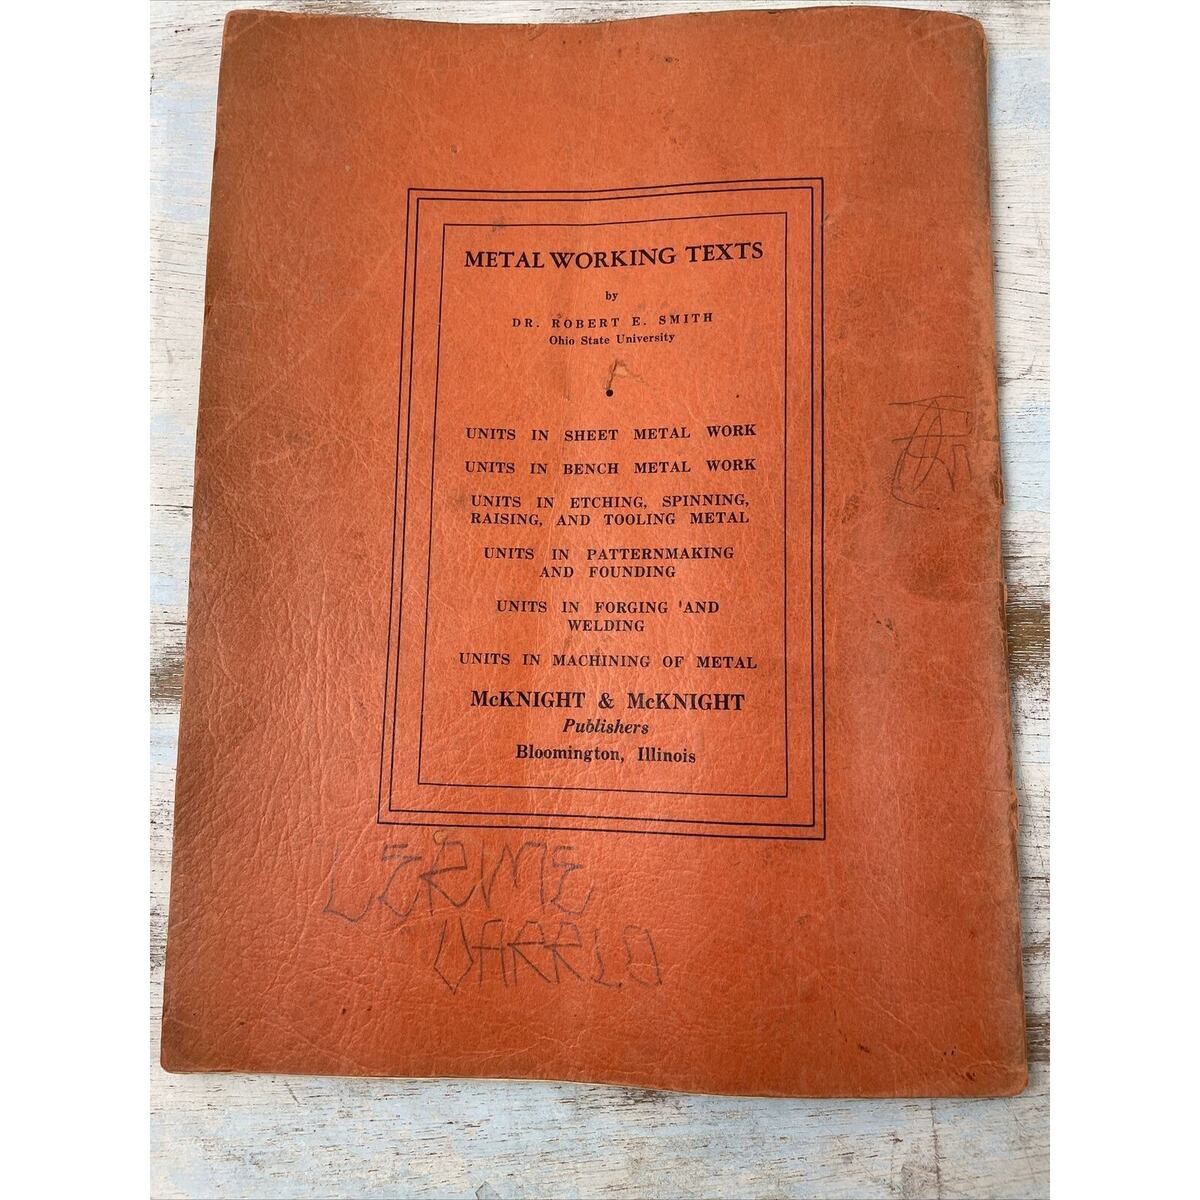 METAL WORKING TEXTS
by
DR. ROBERT E. SMITH
Ohio State University
UNITS IN SHEET METAL WORK
UNITS IN BENCH METAL WORK
UNITS IN ETCHING, SPINNING,
RAISING, AND TOOLING METAL
UNITS IN PATTERNMAKING
AND FOUNDING
UNITS IN FORGING AND
WELDING
UNITS IN MACHINING OF METAL
McKNIGHT & McKNIGHT
Publishers
Bloomington, Illinois